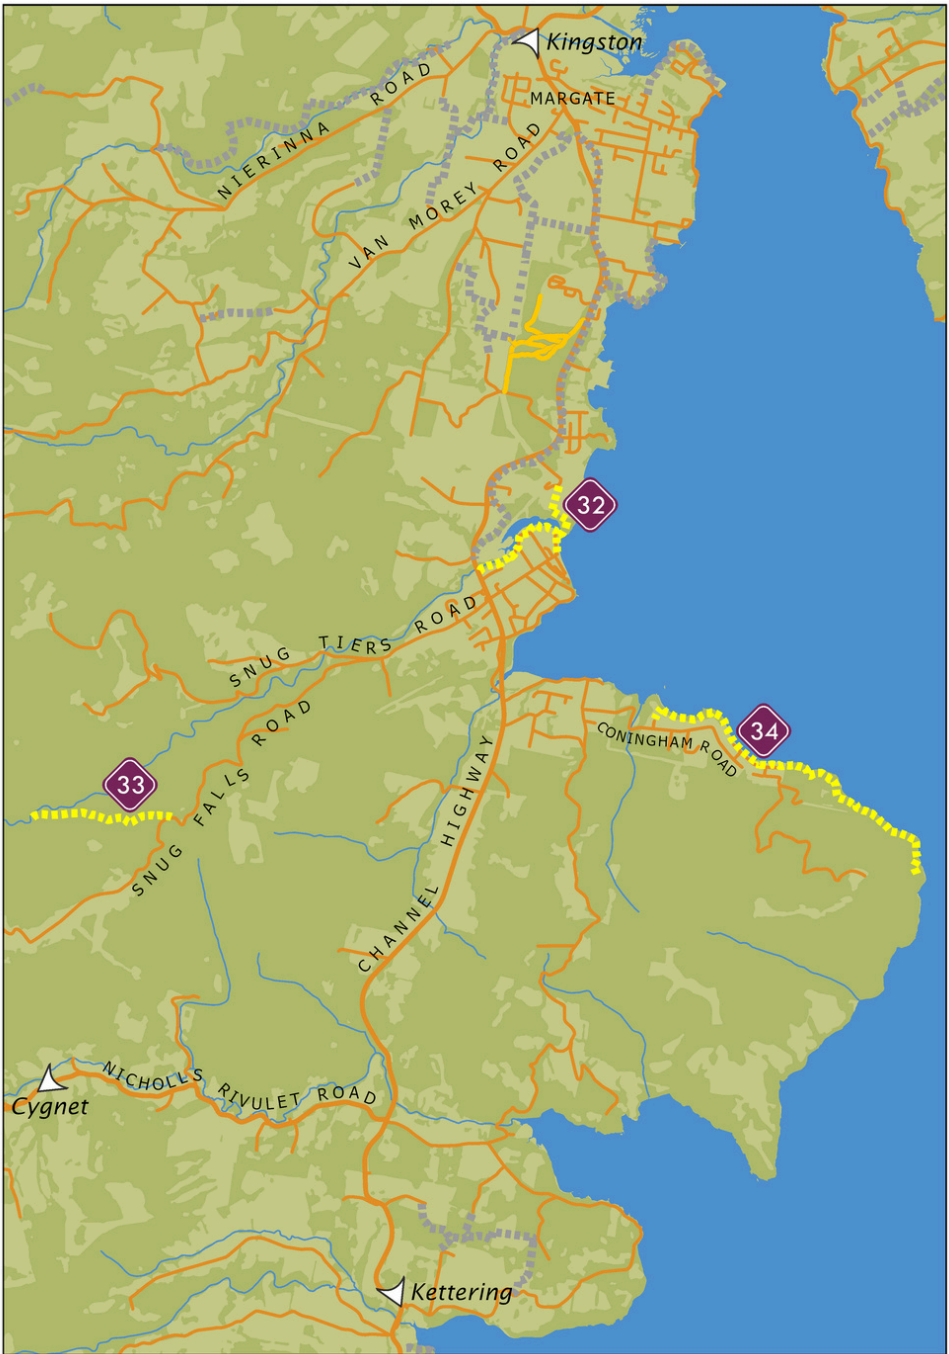 Kingston
MARGATE
NIERINNA ROAD
VAN MOREY ROAD
32
SNUG TIERS ROAD
34
CONINGHAM ROAD
33
SNUG FALLS ROAD
CHANNEL HIGHWAY
NICHOLLS RIVULET ROAD
Cygnet
Kettering